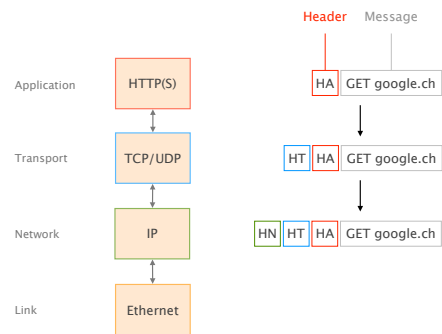 Header Message
Application HTTP(S) HA GET google.ch
Transport TCP/UDP HT HA GET google.ch
Network IP HN HT HA GET google.ch
Link Ethernet